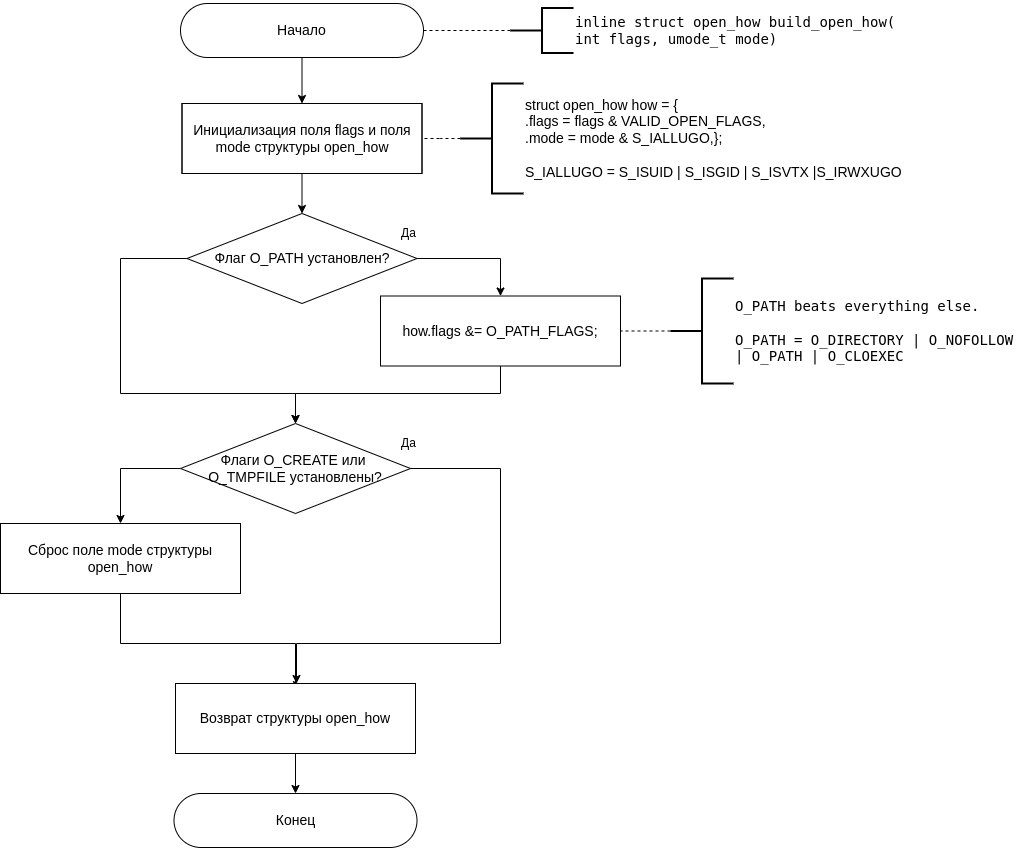 Начало
inline struct open_how build_open_how(
int flags, umode_t mode)
Инициализация поля flags и поля
mode структуры open_how
struct open_how how = {
.flags = flags & VALID_OPEN_FLAGS,
.mode = mode & S_IALLUGO,};
S_IALLUGO = S_ISUID | S_ISGID | S_ISVTX |S_IRWXUGO
Да
Флаг O_PATH установлен?
how.flags &= O_PATH_FLAGS;
O_PATH beats everything else.
O_PATH = O_DIRECTORY | O_NOFOLLOW
| O_PATH | O_CLOEXEC
Да
Флаги O_CREATE или
O_TMPFILE установлены?
Сброс поле mode структуры
open_how
Возврат структуры open_how
Конец